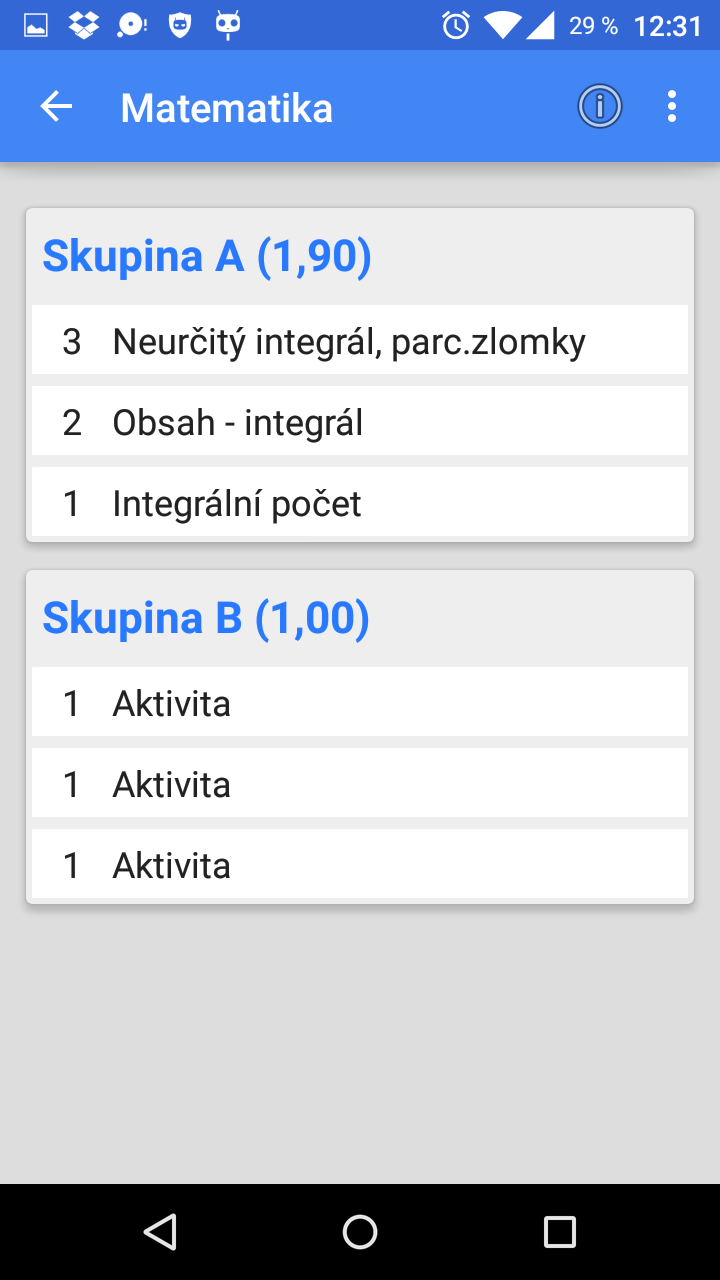 29 % 12:31
Matematika
Skupina A (1,90)
3 Neurčitý integrál, parc.zlomky
2 Obsah - integrál
1 Integrální počet
Skupina B (1,00)
1 Aktivita
1 Aktivita
1 Aktivita